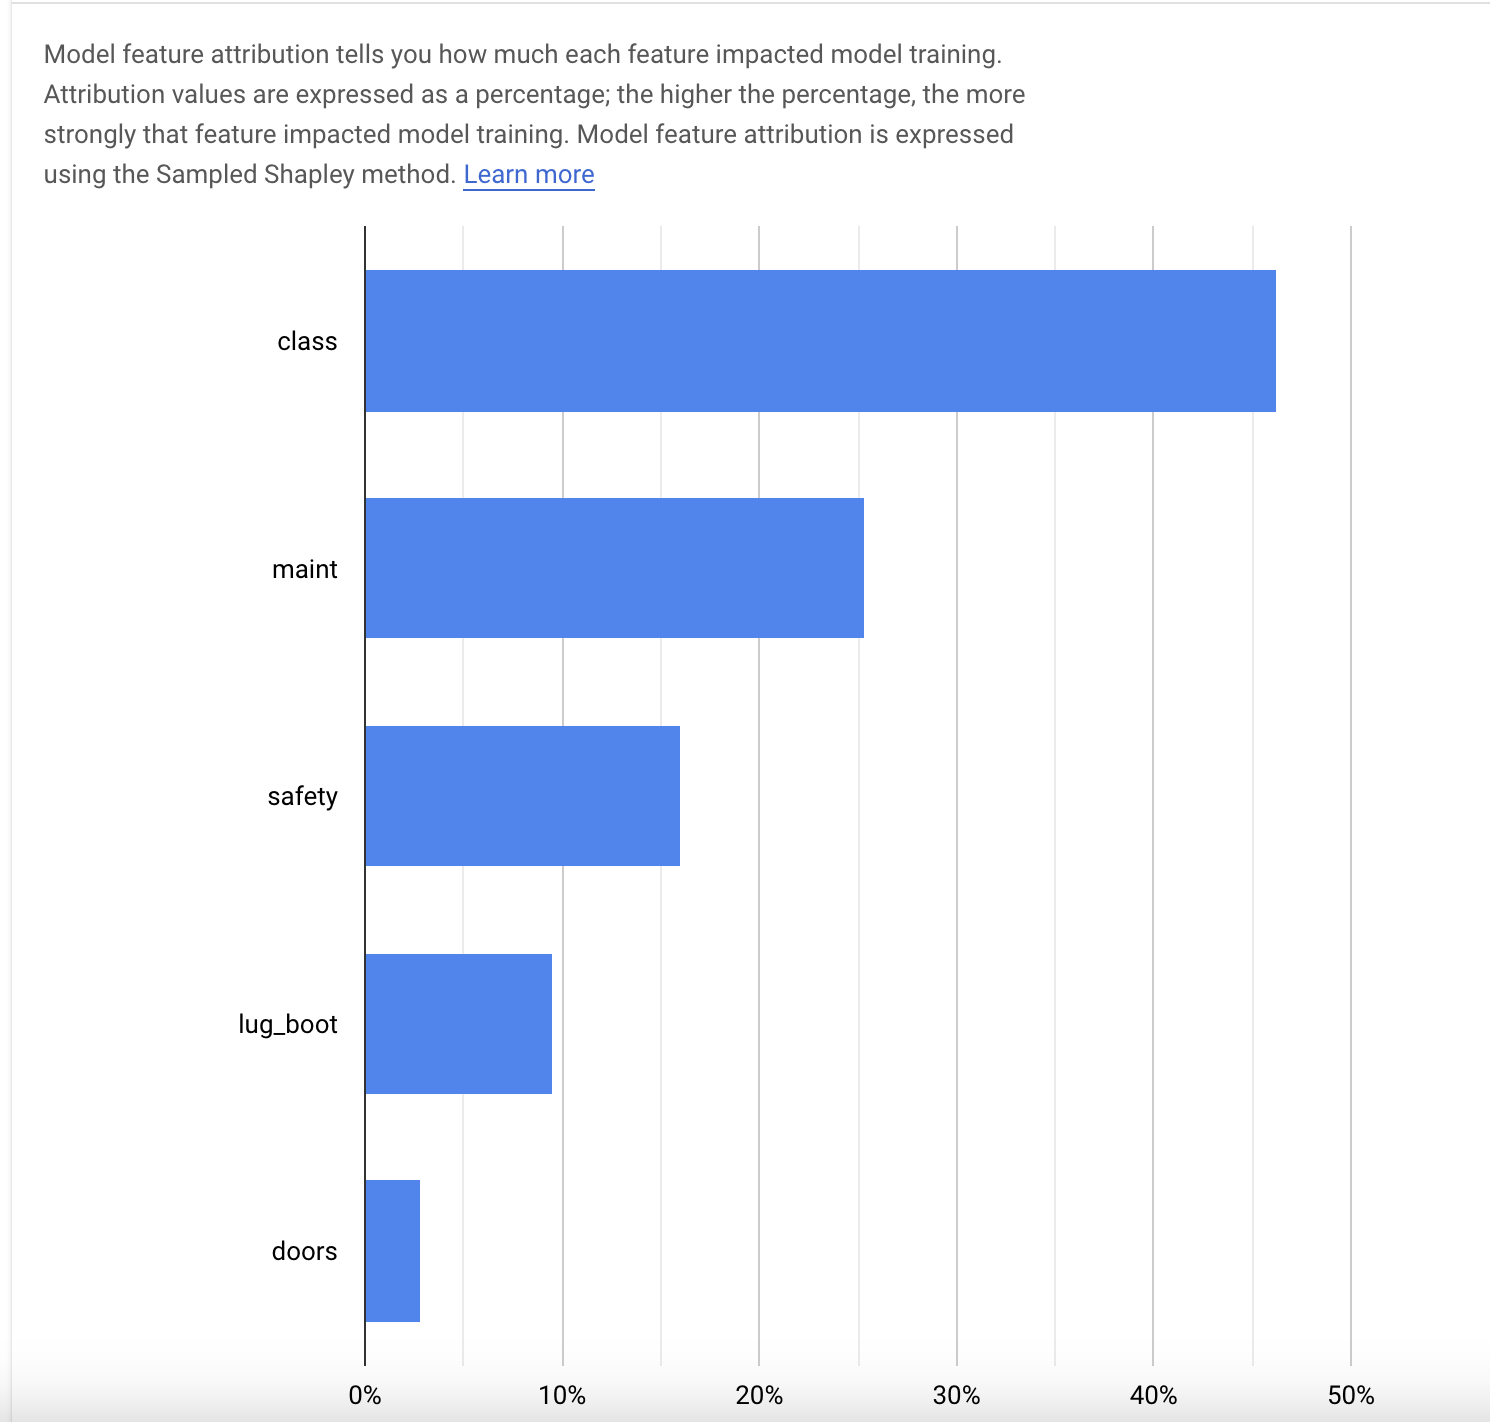 Model feature attribution tells you how much each feature impacted model training.
Attribution values are expressed as a percentage; the higher the percentage, the more
strongly that feature impacted model training. Model feature attribution is expressed
using the Sampled Shapley method. Learn more
class
maint
safety
lug_boot
doors
0% 10% 20% 30% 40% 50%